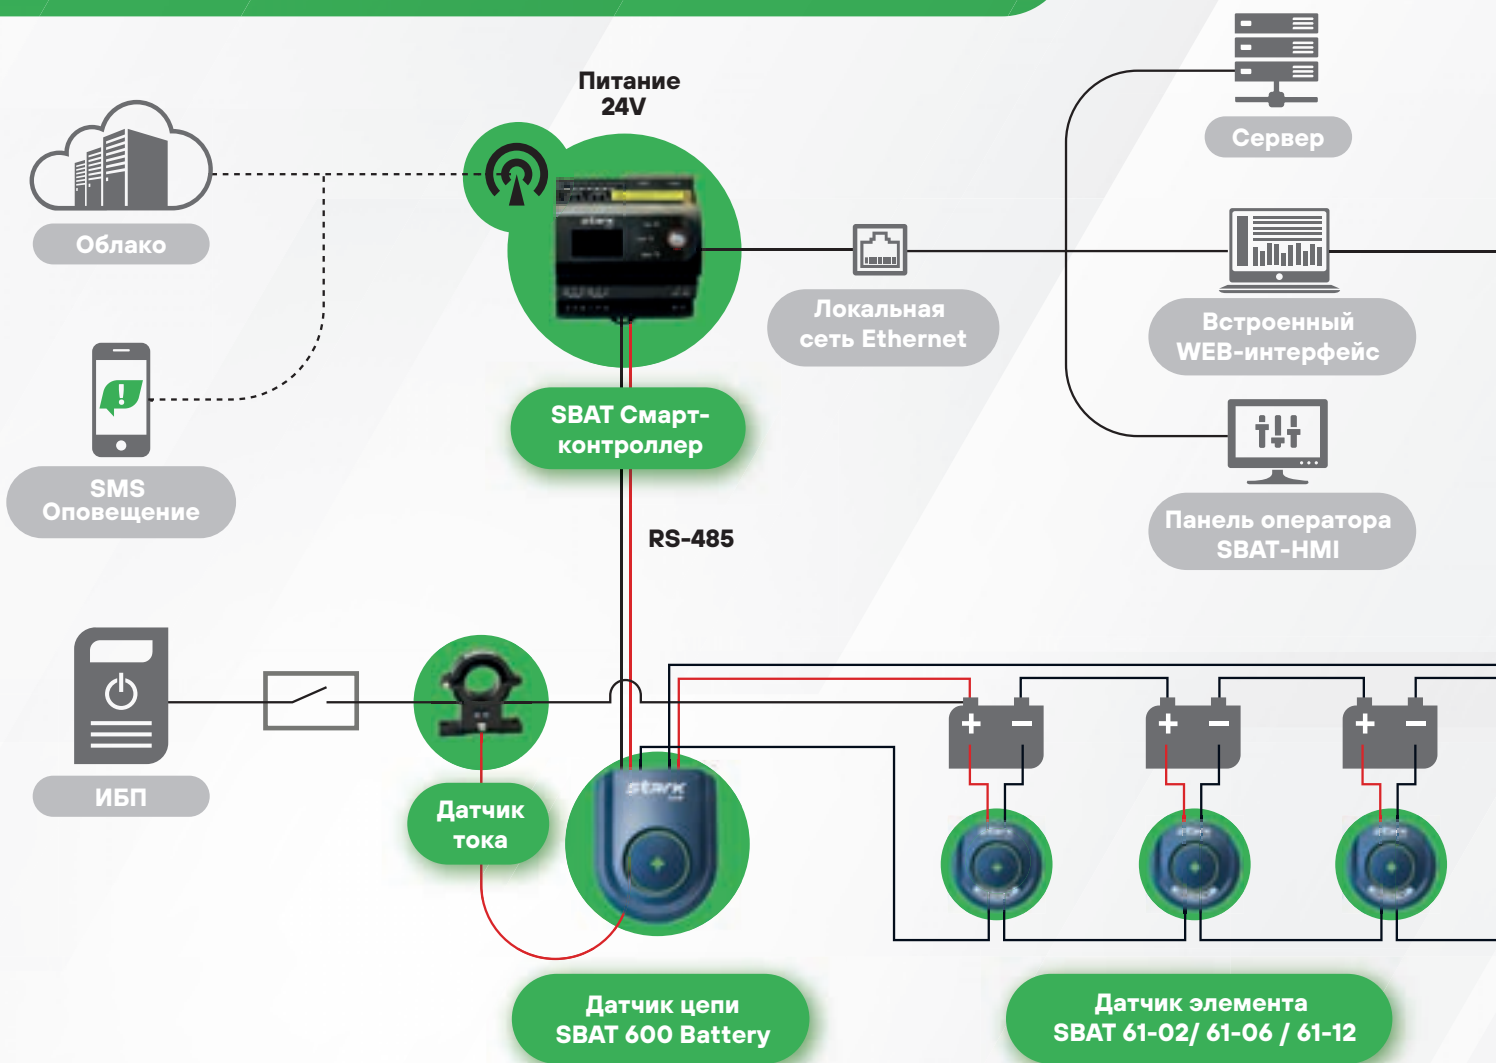 Питание
24V
Сервер
Облако
Локальная
сеть Ethernet
Встроенный
WEB-интерфейс
SBAT Смарт-
контроллер
SMS
Оповещение
Панель оператора
SBAT-HMI
RS-485
ИБП
Датчик
тока
stark
Датчик цепи
SBAT 600 Battery
Датчик элемента
SBAT 61-02/ 61-06 / 61-12